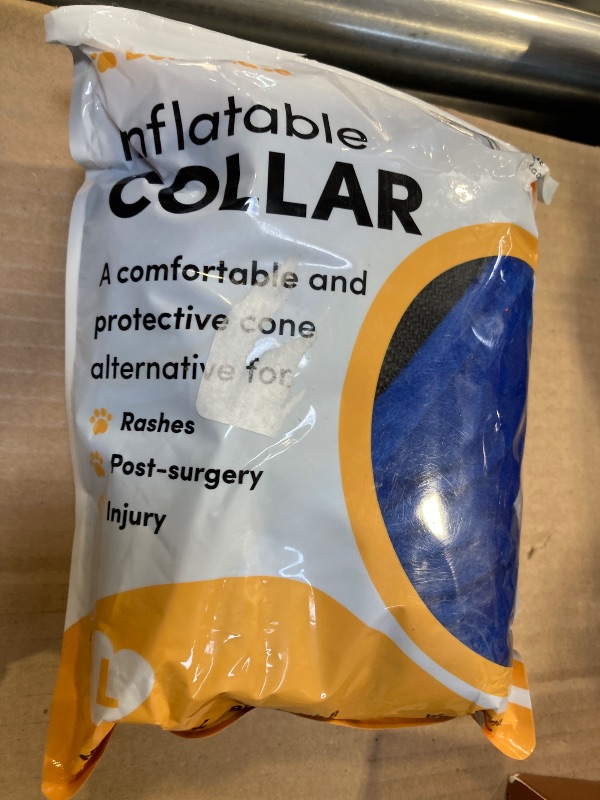 nflatable
COLLAR
A comfortable and
protective cone
alternative for:
Rashes
Post-surgery
Injury
L